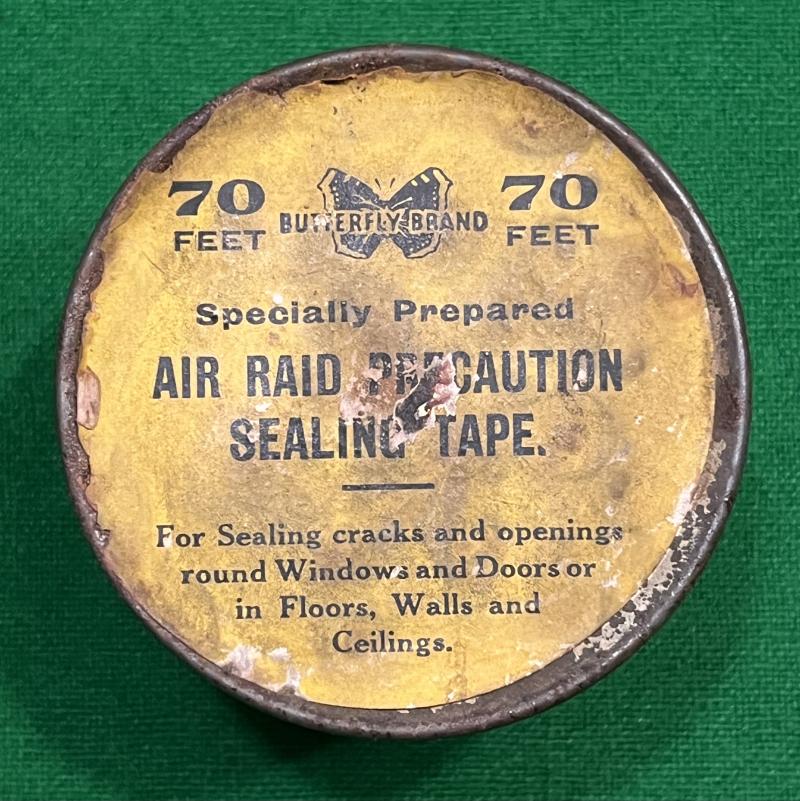 70 FEET
BUTTERFLY BRAND
70 FEET
Specially Prepared
AIR RAID PRECAUTION
SEALING TAPE.
For Sealing cracks and openings
round Windows and Doors or
in Floors, Walls and
Ceilings.